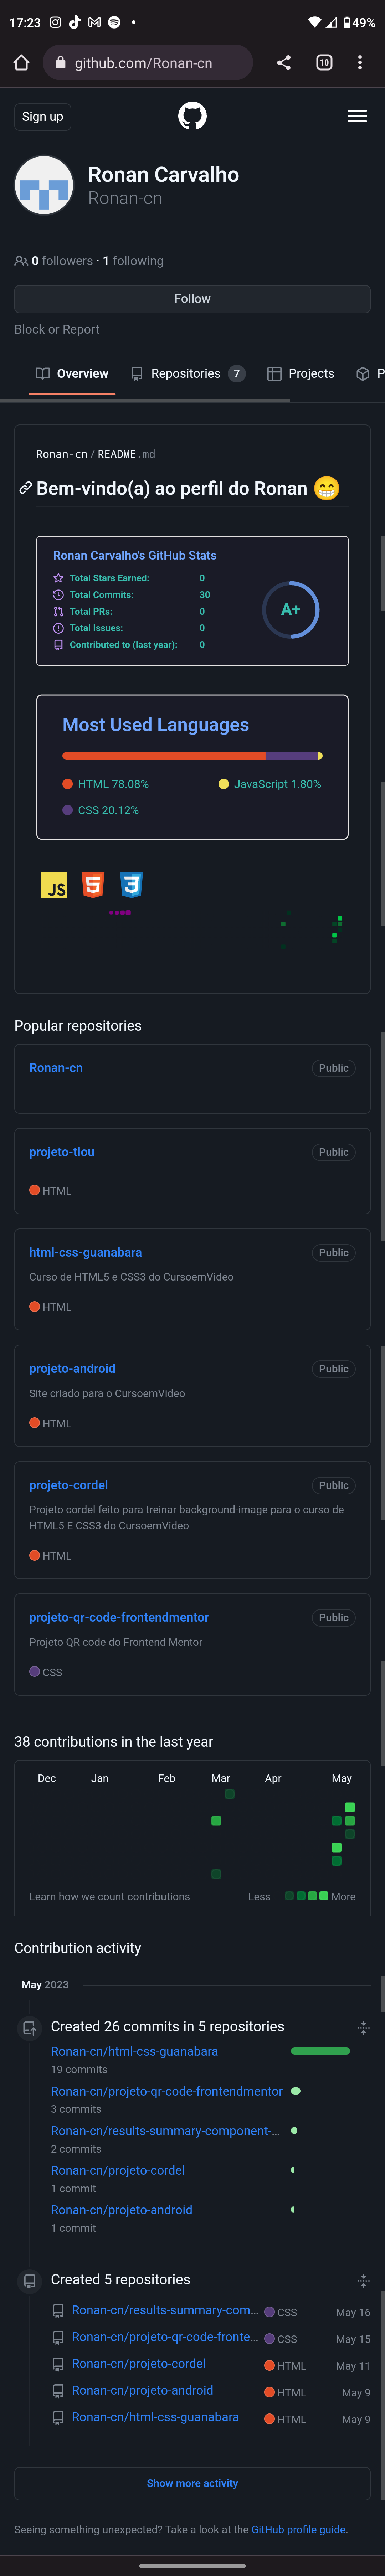 17:23 49%
github.com/Ronan-cn 10
Sign up
Ronan Carvalho
Ronan-cn
0 followers · 1 following
Follow
Block or Report
Overview Repositories 7 Projects P
Ronan-cn/README.md
Bem-vindo(a) ao perfil do Ronan 😁
Ronan Carvalho's GitHub Stats
Total Stars Earned: 0
Total Commits: 30
Total PRs: 0
Total Issues: 0
Contributed to (last year): 0
A+
Most Used Languages
HTML 78.08% JavaScript 1.80%
CSS 20.12%
JS 5 3
Popular repositories
Ronan-cn Public
projeto-tlou Public
HTML
html-css-guanabara Public
Curso de HTML5 e CSS3 do CursoemVideo
HTML
projeto-android Public
Site criado para o CursoemVideo
HTML
projeto-cordel Public
Projeto cordel feito para treinar background-image para o curso de
HTML5 E CSS3 do CursoemVideo
HTML
projeto-qr-code-frontendmentor Public
Projeto QR code do Frontend Mentor
CSS
38 contributions in the last year
Dec Jan Feb Mar Apr May
Learn how we count contributions Less More
Contribution activity
May 2023
Created 26 commits in 5 repositories
Ronan-cn/html-css-guanabara
19 commits
Ronan-cn/projeto-qr-code-frontendmentor
3 commits
Ronan-cn/results-summary-component-...
2 commits
Ronan-cn/projeto-cordel
1 commit
Ronan-cn/projeto-android
1 commit
Created 5 repositories
Ronan-cn/results-summary-com... CSS May 16
Ronan-cn/projeto-qr-code-fronte... CSS May 15
Ronan-cn/projeto-cordel HTML May 11
Ronan-cn/projeto-android HTML May 9
Ronan-cn/html-css-guanabara HTML May 9
Show more activity
Seeing something unexpected? Take a look at the GitHub profile guide.